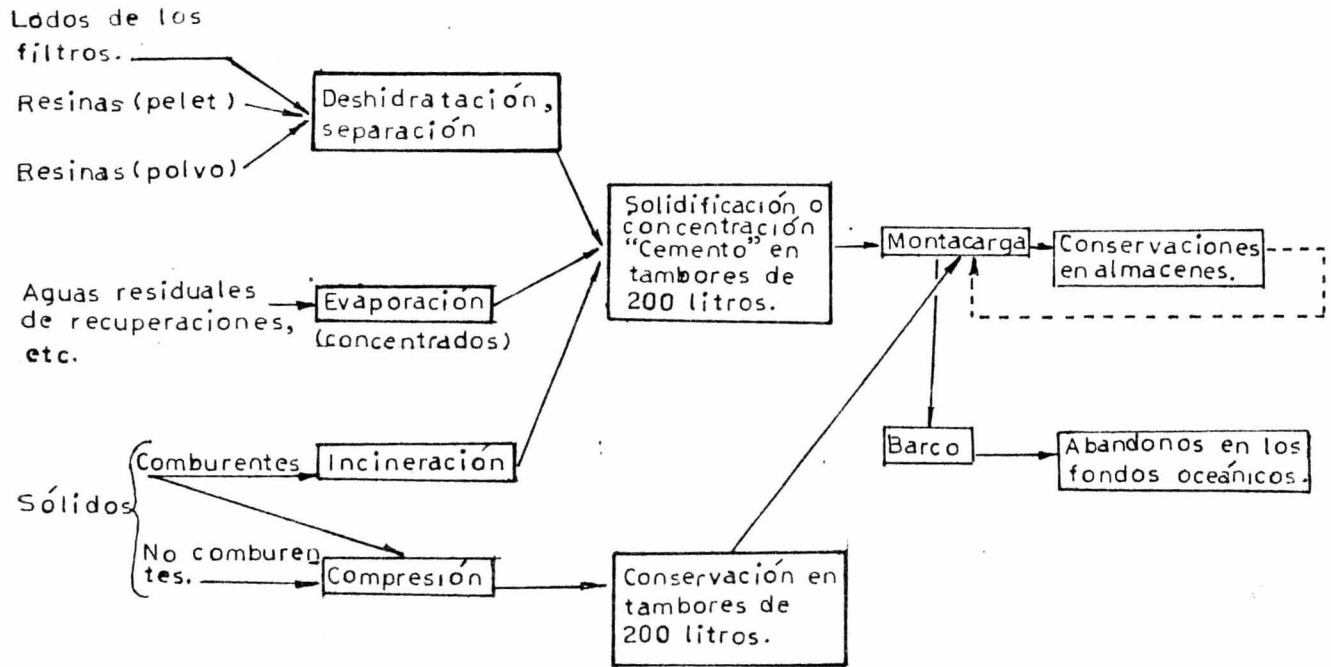 Lodos de los
filtros.
Resinas (pelet)
Resinas (polvo)
Deshidratación,
separación
Aguas residuales
de recuperaciones,
etc.
Evaporación
(concentrados)
Sólidos
Comburentes
Incineración
No comburen
tes.
Compresión
Solidificación o
concentración
"Cemento" en
tambores de
200 litros.
Conservación en
tambores de
200 litros.
Montacarga
Conservaciones
en almacenes.
Barco
Abandonos en los
fondos oceánicos.